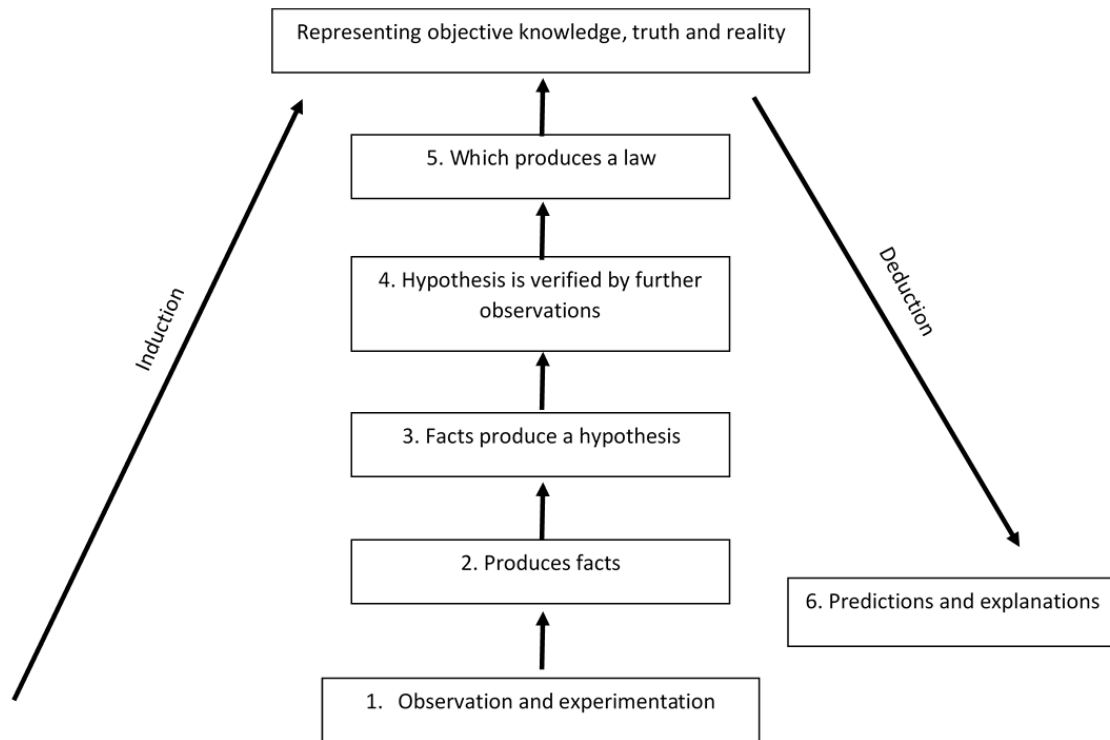 Representing objective knowledge, truth and reality
5. Which produces a law
4. Hypothesis is verified by further
observations
Induction
Deduction
3. Facts produce a hypothesis
2. Produces facts
6. Predictions and explanations
1. Observation and experimentation